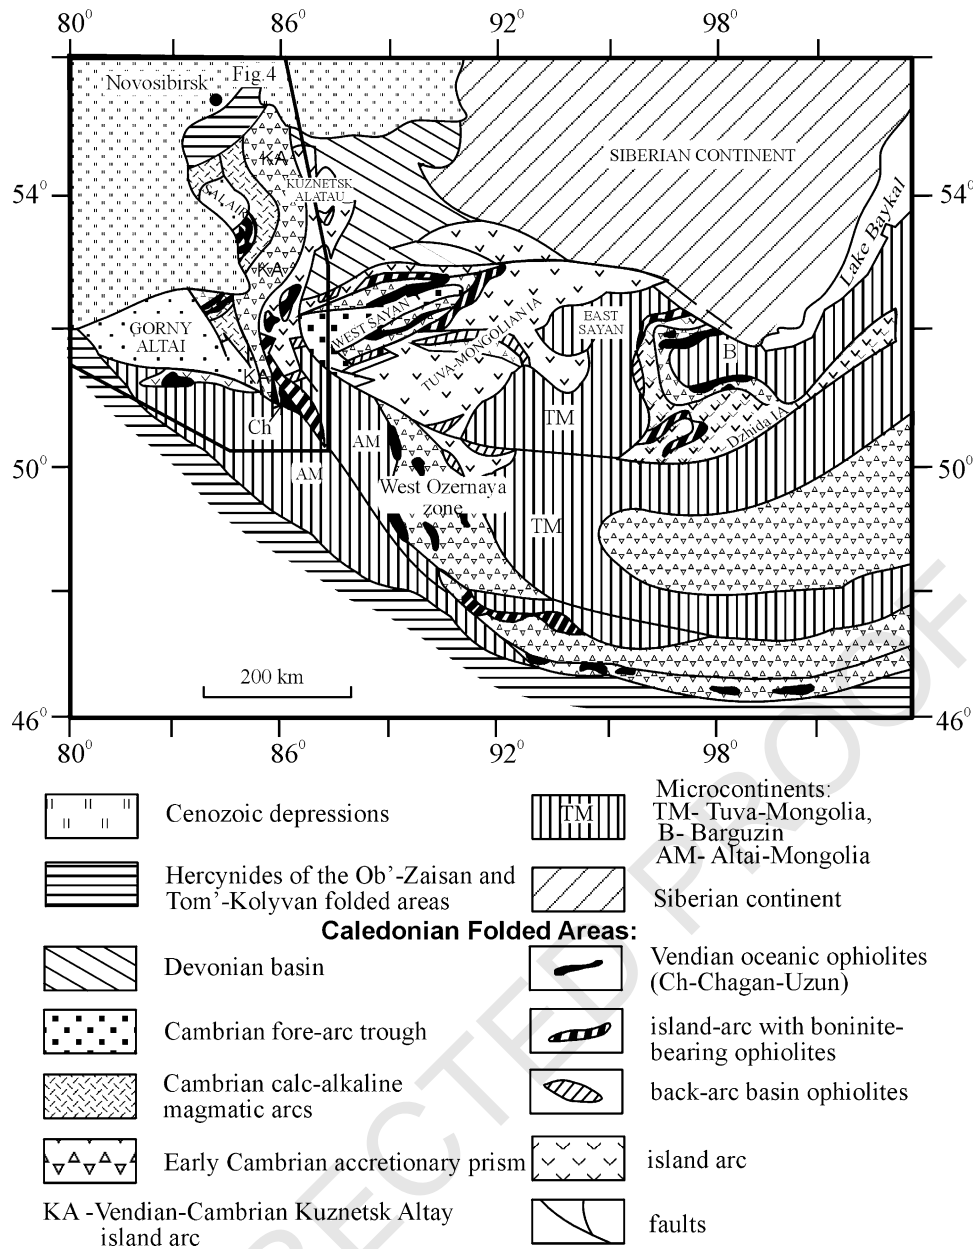 80⁰ 86⁰ 92⁰ 98⁰
Novosibirsk
Fig.4
KA
SIBERIAN CONTINENT
54⁰
54⁰
KUZNETSK
ALATAU
SALAIR
Lake Baykal
KA
GORNY
ALTAI
WEST SAYAN
TUVA-MONGOLIAN IA
EAST
SAYAN
B
KA
Ch
AM
TM
Dzhida IA
50⁰
50⁰
AM
West Ozernaya
zone
TM
200 km
46⁰
46⁰
80⁰ 86⁰ 92⁰ 98⁰
Cenozoic depressions
Hercynides of the Ob’-Zaisan and
Tom’-Kolyvan folded areas
TM
Microcontinents:
TM- Tuva-Mongolia,
B- Barguzin
AM- Altai-Mongolia
Siberian continent
Caledonian Folded Areas:
Devonian basin
Cambrian fore-arc trough
Cambrian calc-alkaline
magmatic arcs
Early Cambrian accretionary prism
KA -Vendian-Cambrian Kuznetsk Altay
island arc
Vendian oceanic ophiolites
(Ch-Chagan-Uzun)
island-arc with boninite-
bearing ophiolites
back-arc basin ophiolites
island arc
faults
RECTED PROOF